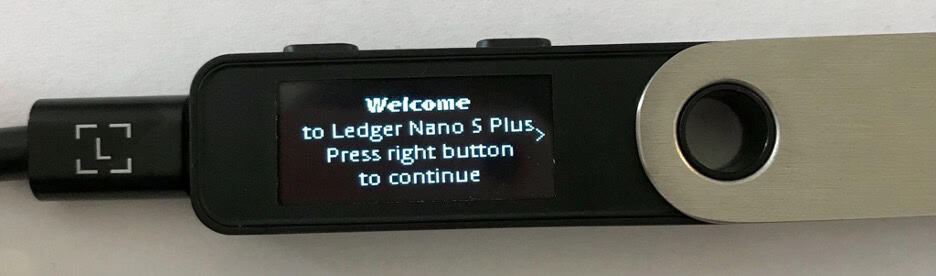 L
Welcome
to Ledger Nano S Plus
Press right button
to continue